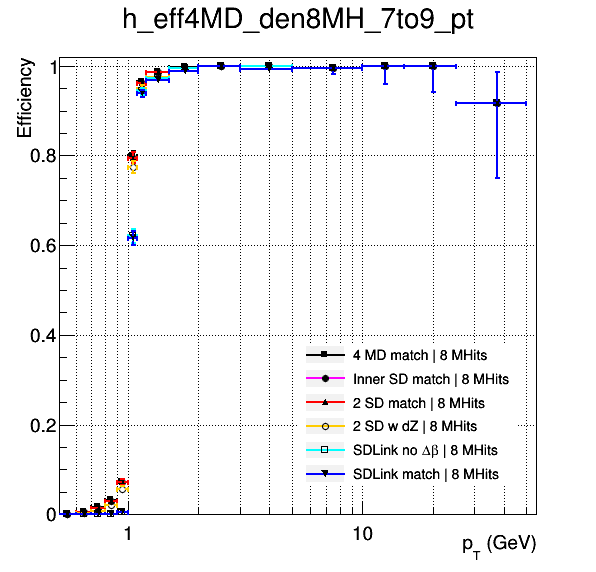 h_eff4MD_den8MH_7to9_pt
Efficiency
1
0.8
0.6
0.4
0.2
0
4 MD match | 8 MHits
Inner SD match | 8 MHits
2 SD match | 8 MHits
2 SD w dZ | 8 MHits
SDLink no Δβ | 8 MHits
SDLink match | 8 MHits
1
10
p_T (GeV)